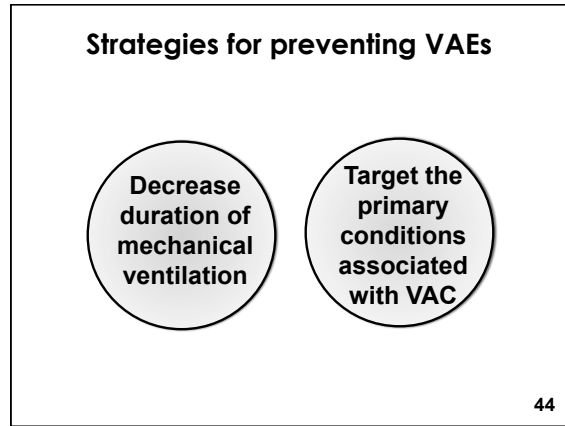 Strategies for preventing VAEs
Decrease
duration of
mechanical
ventilation
Target the
primary
conditions
associated
with VAC
44